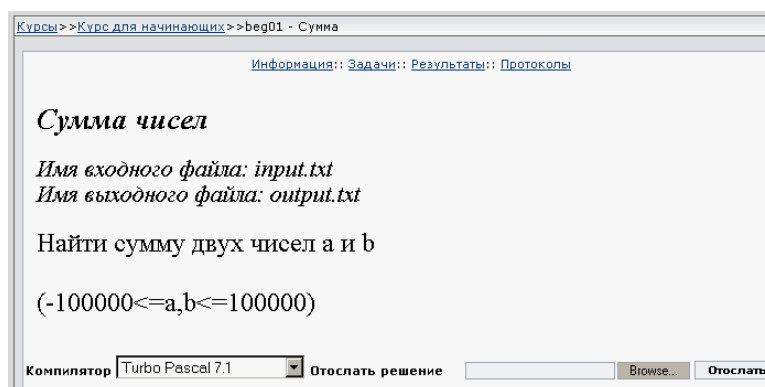 Курсы>>Курс для начинающих>>beg01 - Сумма
Информация:: Задачи:: Результаты:: Протоколы
Сумма чисел
Имя входного файла: input.txt
Имя выходного файла: output.txt
Найти сумму двух чисел a и b
(-100000<=a,b<=100000)
Компилятор Turbo Pascal 7.1 Отослать решение Browse... Отослать